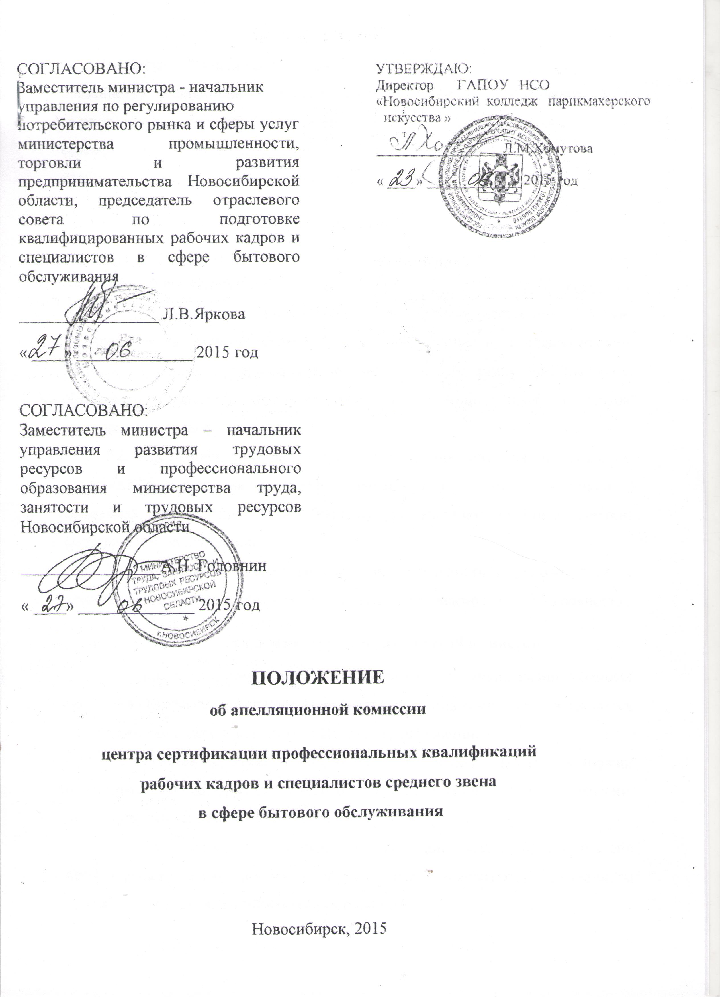 СОГЛАСОВАНО:
Заместитель министра - начальник
управления по регулированию
потребительского рынка и сферы услуг
министерства промышленности,
торговли и развития
предпринимательства Новосибирской
области, председатель отраслевого
совета по подготовке
квалифицированных рабочих кадров и
специалистов в сфере бытового
обслуживания
Л.В.Яркова
«27» 06 2015 год
СОГЛАСОВАНО:
Заместитель министра – начальник
управления развития трудовых
ресурсов и профессионального
образования министерства труда,
занятости и трудовых ресурсов
Новосибирской области
А.Н. Головнин
« 27» 06 2015 год
МИНИСТЕРСТВО
ТРУДА, ЗАНЯТОСТИ И
ТРУДОВЫХ РЕСУРСОВ
НОВОСИБИРСКОЙ
ОБЛАСТИ
г.НОВОСИБИРСК
УТВЕРЖДАЮ:
Директор ГАПОУ НСО
«Новосибирский колледж парикмахерского
искусства »
Л.М.Хомутова
« 23» 06 2015 год
ПОЛОЖЕНИЕ
об апелляционной комиссии
центра сертификации профессиональных квалификаций
рабочих кадров и специалистов среднего звена
в сфере бытового обслуживания
Новосибирск, 2015